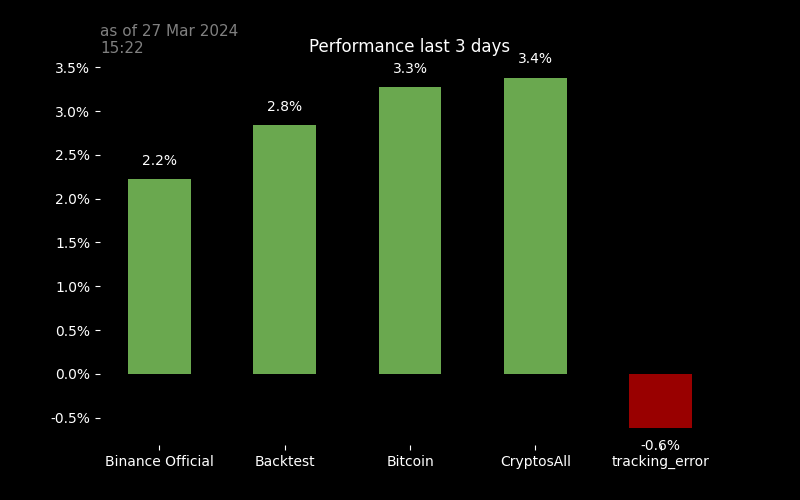 as of 27 Mar 2024
15:22
Performance last 3 days
3.5%
3.0%
2.5%
2.0%
1.5%
1.0%
0.5%
0.0%
-0.5%
2.2%
2.8%
3.3%
3.4%
-0.6%
Binance Official
Backtest
Bitcoin
CryptosAll
tracking_error